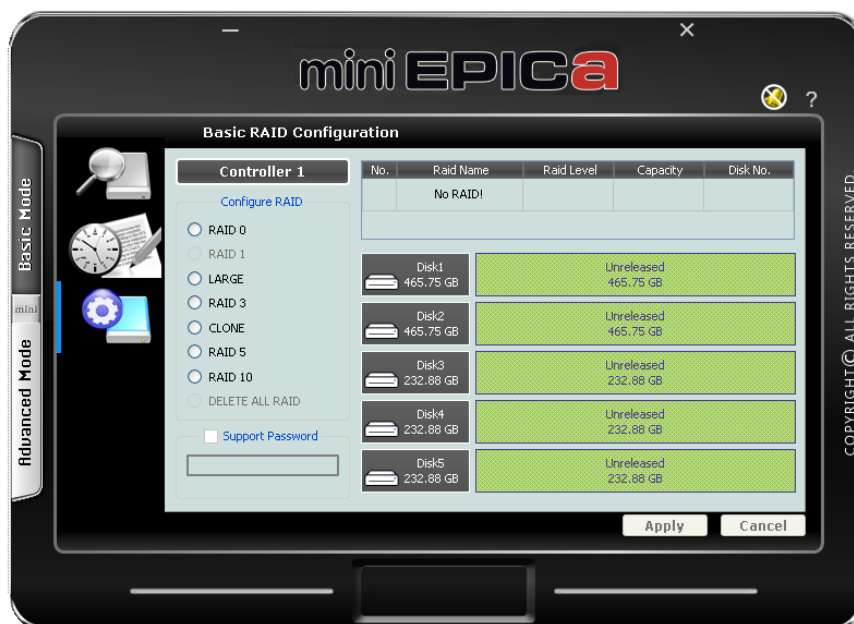 mini EPICa
?
Basic RAID Configuration
Basic Mode
mini
Advanced Mode
Controller 1
Configure RAID
RAID 0
RAID 1
LARGE
RAID 3
CLONE
RAID 5
RAID 10
DELETE ALL RAID
Support Password
No. Raid Name Raid Level Capacity Disk No.
No RAID!
Disk1 Unreleased
465.75 GB 465.75 GB
Disk2 Unreleased
465.75 GB 465.75 GB
Disk3 Unreleased
232.88 GB 232.88 GB
Disk4 Unreleased
232.88 GB 232.88 GB
Disk5 Unreleased
232.88 GB 232.88 GB
Apply Cancel
COPYRIGHT © ALL RIGHTS RESERVED